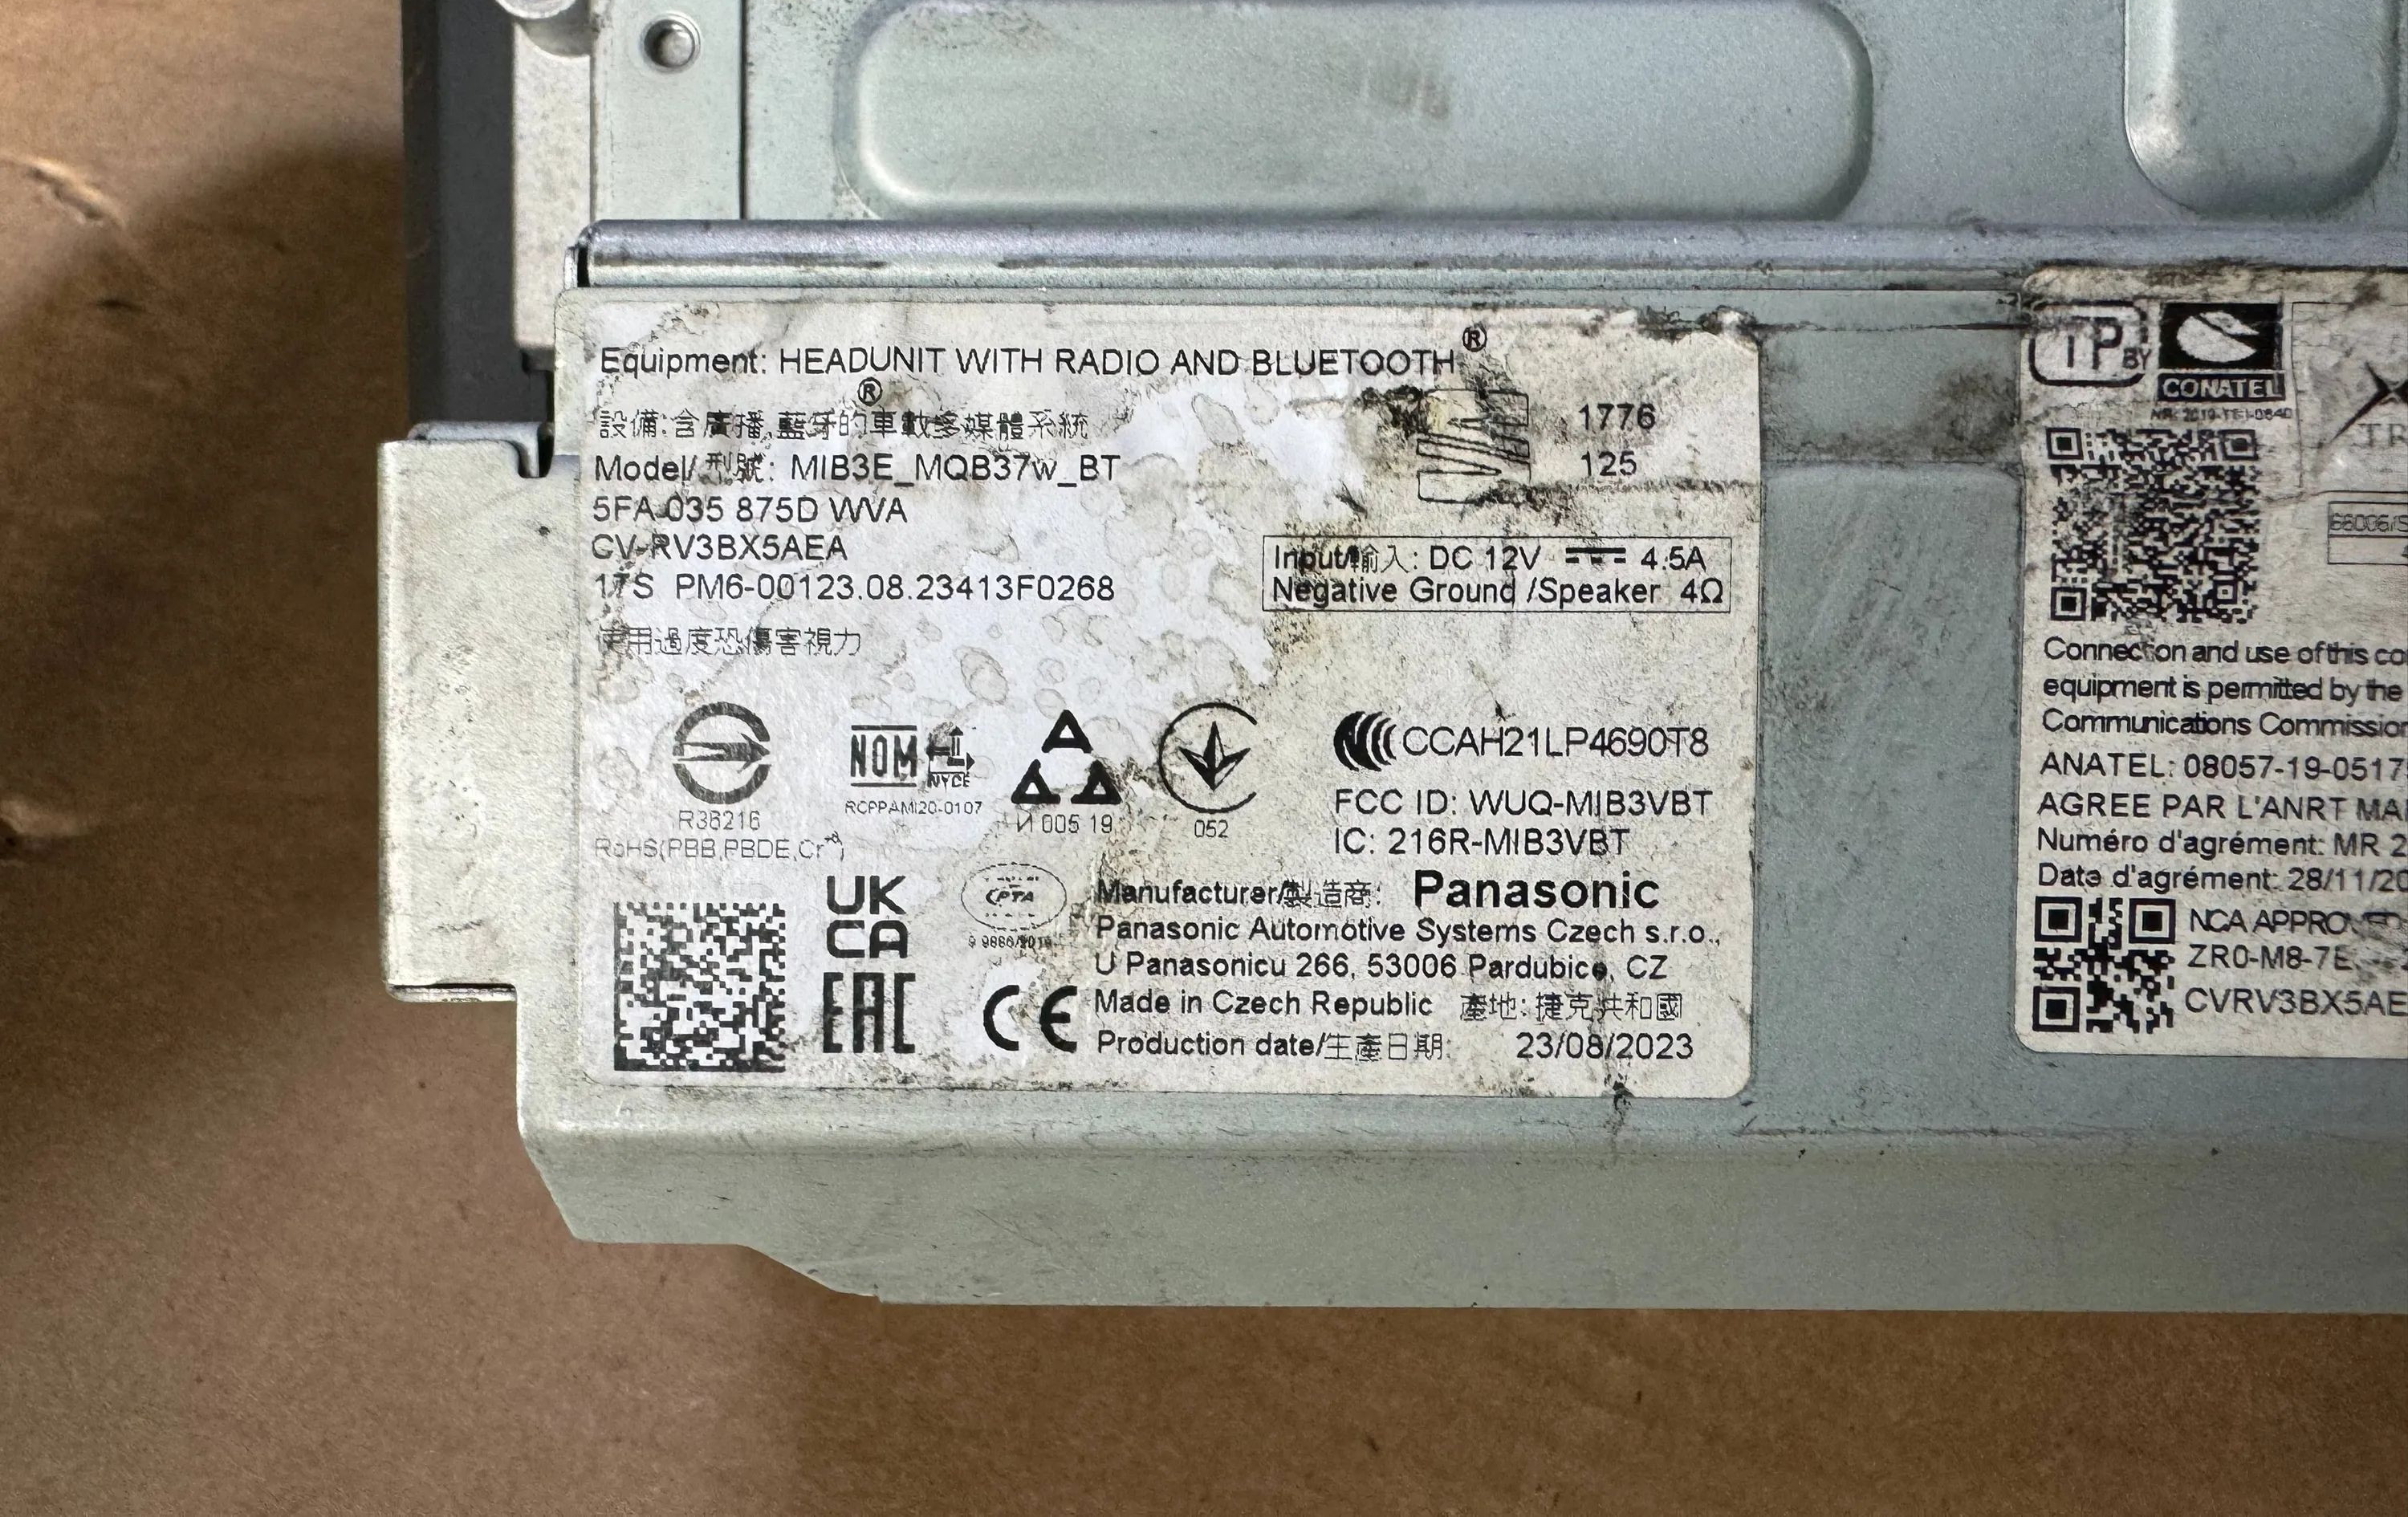 Equipment: HEADUNIT WITH RADIO AND BLUETOOTH®
設備:含廣播,藍牙®的車載多媒體系統
Model/型號: MIB3E_MQB37w_BT
5FA 035 875D WVA
CV-RV3BX5AEA
17S PM6-00123.08.23413F0268
使用過度恐傷害視力
1776
125
Input/輸入: DC 12V 4.5A
Negative Ground /Speaker 4Ω
R36216
RoHS(PBB,PBDE,Cr⁺⁶)
NOM
NYCE
RCPPAMI20-0107
И 005 19
052
CCAH21LP4690T8
FCC ID: WUQ-MIB3VBT
IC: 216R-MIB3VBT
UK
CA
EAC
CPTA
CE
Manufacturer/製造商: Panasonic
Panasonic Automotive Systems Czech s.r.o.,
U Panasonicu 266, 53006 Pardubice, CZ
Made in Czech Republic 產地:捷克共和國
Production date/生產日期: 23/08/2023
TP BY
CONATEL
Connection and use of this
equipment is permitted by the
Communications
ANATEL: 08057-19-0517
AGREE PAR L'ANRT
Numéro d'agrément: MR 2
Date d'agrément: 28/11/20
NCA
ZR0-M8-7E
CVRV3BX5AE